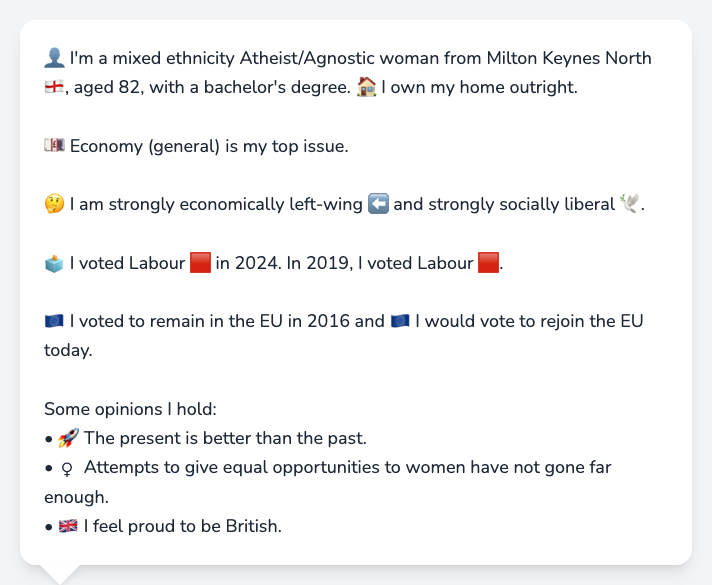 👤 I'm a mixed ethnicity Atheist/Agnostic woman from Milton Keynes North
🏴󠁧󠁢󠁥󠁮󠁧󠁿, aged 82, with a bachelor's degree. 🏠 I own my home outright.
💷 Economy (general) is my top issue.
🤔 I am strongly economically left-wing ⬅️ and strongly socially liberal 🕊️.
🗳️ I voted Labour 🟥 in 2024. In 2019, I voted Labour 🟥.
🇪🇺 I voted to remain in the EU in 2016 and 🇪🇺 I would vote to rejoin the EU
today.
Some opinions I hold:
• 🚀 The present is better than the past.
• ♀ Attempts to give equal opportunities to women have not gone far
enough.
• 🇬🇧 I feel proud to be British.